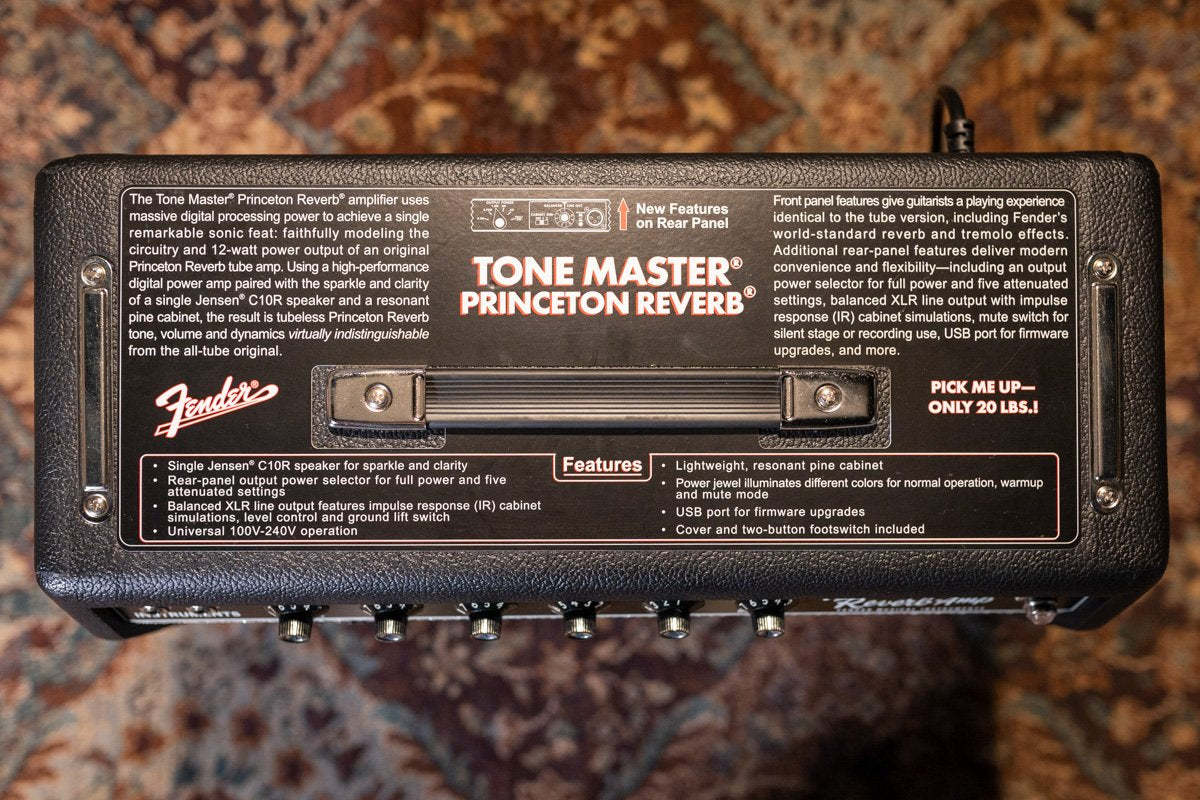 The Tone Master® Princeton Reverb® amplifier uses
massive digital processing power to achieve a single
remarkable sonic feat: faithfully modeling the
circuitry and 12-watt power output of an original
Princeton Reverb tube amp. Using a high-performance
digital power amp paired with the sparkle and clarity
of a single Jensen® C10R speaker and a resonant
pine cabinet, the result is tubeless Princeton Reverb
tone, volume and dynamics virtually indistinguishable
from the all-tube original.
Fender®
OUTPUT POWER
BALANCED LINE OUT
New Features
on Rear Panel
TONE MASTER®
PRINCETON REVERB®
Front panel features give guitarists a playing experience
identical to the tube version, including Fender's
world-standard reverb and tremolo effects.
Additional rear-panel features deliver modern
convenience and flexibility—including an output
power selector for full power and five attenuated
settings, balanced XLR line output with impulse
response (IR) cabinet simulations, mute switch for
silent stage or recording use, USB port for firmware
upgrades, and more.
PICK ME UP—
ONLY 20 LBS.!
Features
• Single Jensen® C10R speaker for sparkle and clarity
• Rear-panel output power selector for full power and five
attenuated settings
• Balanced XLR line output features impulse response (IR) cabinet
simulations, level control and ground lift switch
• Universal 100V-240V operation
• Lightweight, resonant pine cabinet
• Power jewel illuminates different colors for normal operation, warmup
and mute mode
• USB port for firmware upgrades
• Cover and two-button footswitch included
Reverb-Amp